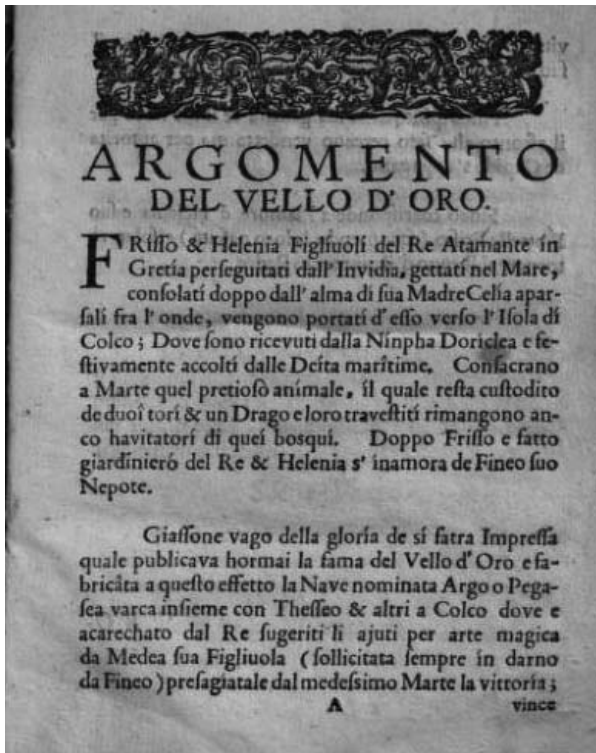 ARGOMENTO
DEL VELLO D' ORO.
FRiſſo & Helenia Figliuoli del Re Atamante in
Gretia perſeguitati dall' Invidia, gettati nel Mare,
conſolati doppo dall' alma di ſua MadreCelia apar-
ſali fra l' onde, vengono portati d' eſſo verſo l' Iſola di
Colco; Dove ſono ricevuti dalla Ninpha Doriclea e fe-
ſtivamente accolti dalle Deita maritime. Conſacrano
a Marte quel pretioſo animale, il quale reſta cuſtodito
de duoi tori & un Drago e loro traveſtiti rimangono an-
co havitatori di quei bosqui. Doppo Friſſo e fatto
giardiniero del Re & Helenia s' inamora de Fineo ſuo
Nepote.
Giaſſone vago della gloria de ſi fatra Impreſſa
quale publicava hormai la fama del Vello d' Oro e fa-
bricata a queſto effetto la Nave nominata Argo o Pega-
ſea varca inſieme con Theſſeo & altri a Colco dove e
acarechato dal Re ſugeriti li ajuti per arte magica
da Medea ſua Figliuola (ſollicitata ſempre in darno
da Fineo) preſagiatale dal medeſsimo Marte la vittoria;
A vince